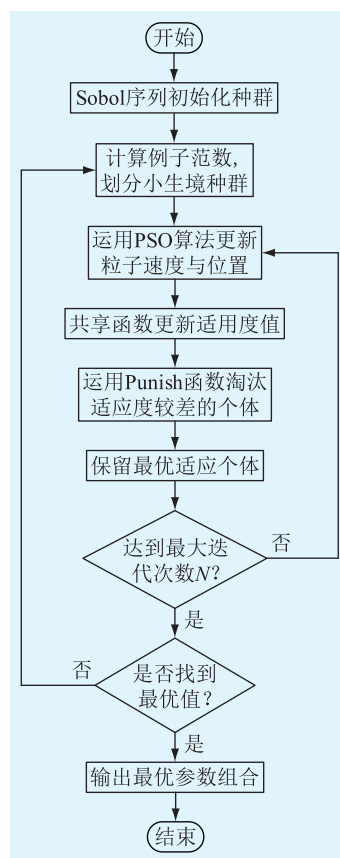 开始
Sobol序列初始化种群
计算例子范数,
划分小生境种群
运用PSO算法更新
粒子速度与位置
共享函数更新适用度值
运用Punish函数淘汰
适应度较差的个体
保留最优适应个体
达到最大迭
代次数N?
否
是
是否找到
最优值?
否
是
输出最优参数组合
结束